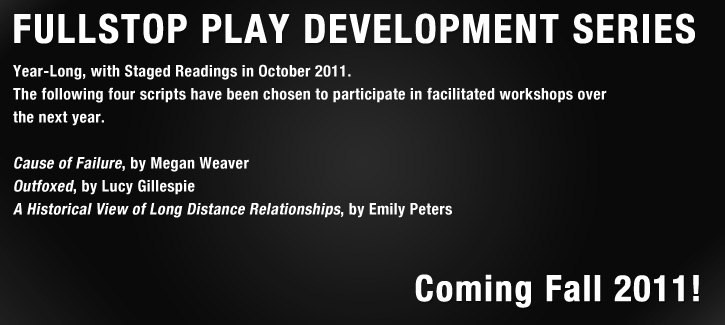 FULLSTOP PLAY DEVELOPMENT SERIES
Year-Long, with Staged Readings in October 2011.
The following four scripts have been chosen to participate in facilitated workshops over
the next year.
Cause of Failure, by Megan Weaver
Outfoxed, by Lucy Gillespie
A Historical View of Long Distance Relationships, by Emily Peters
Coming Fall 2011!